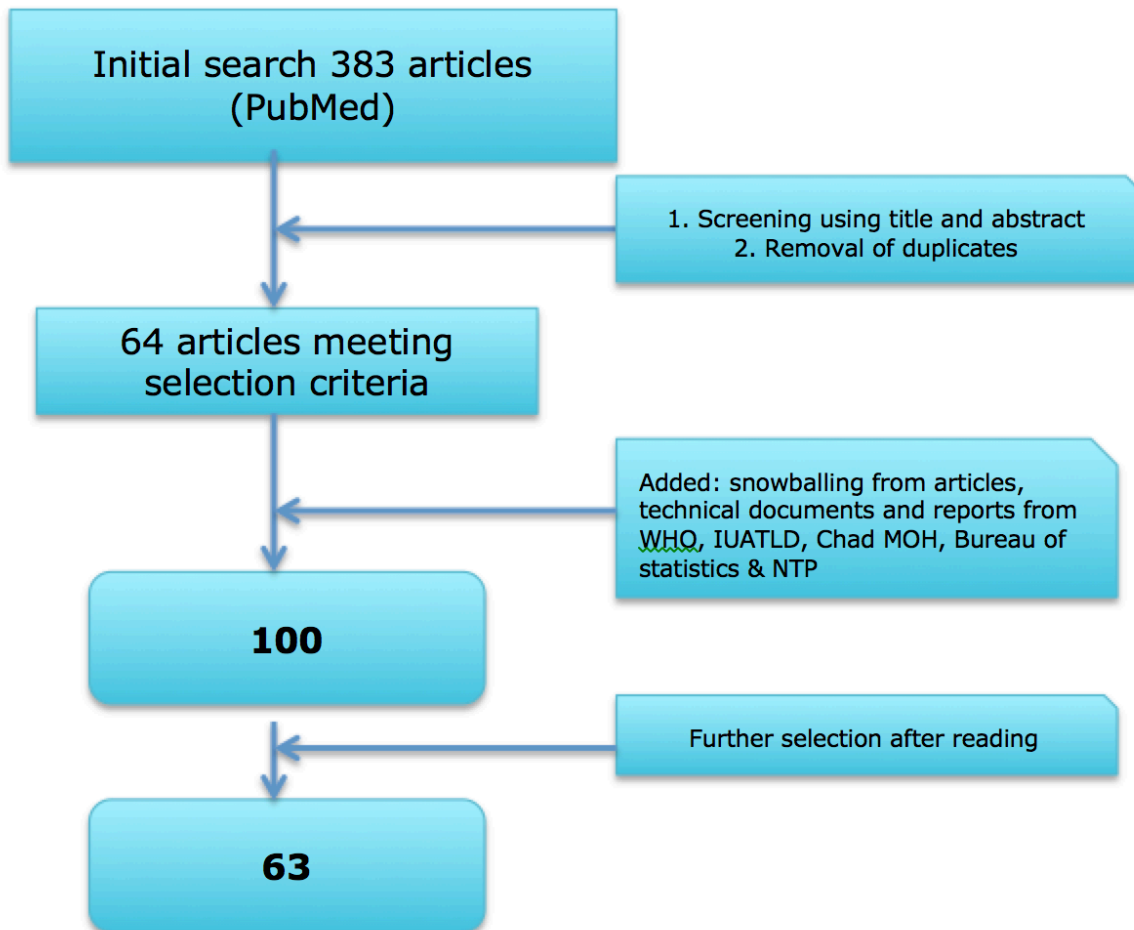 Initial search 383 articles
(PubMed)
1. Screening using title and abstract
2. Removal of duplicates
64 articles meeting
selection criteria
Added: snowballing from articles,
technical documents and reports from
WHO, IUATLD, Chad MOH, Bureau of
statistics & NTP
100
Further selection after reading
63